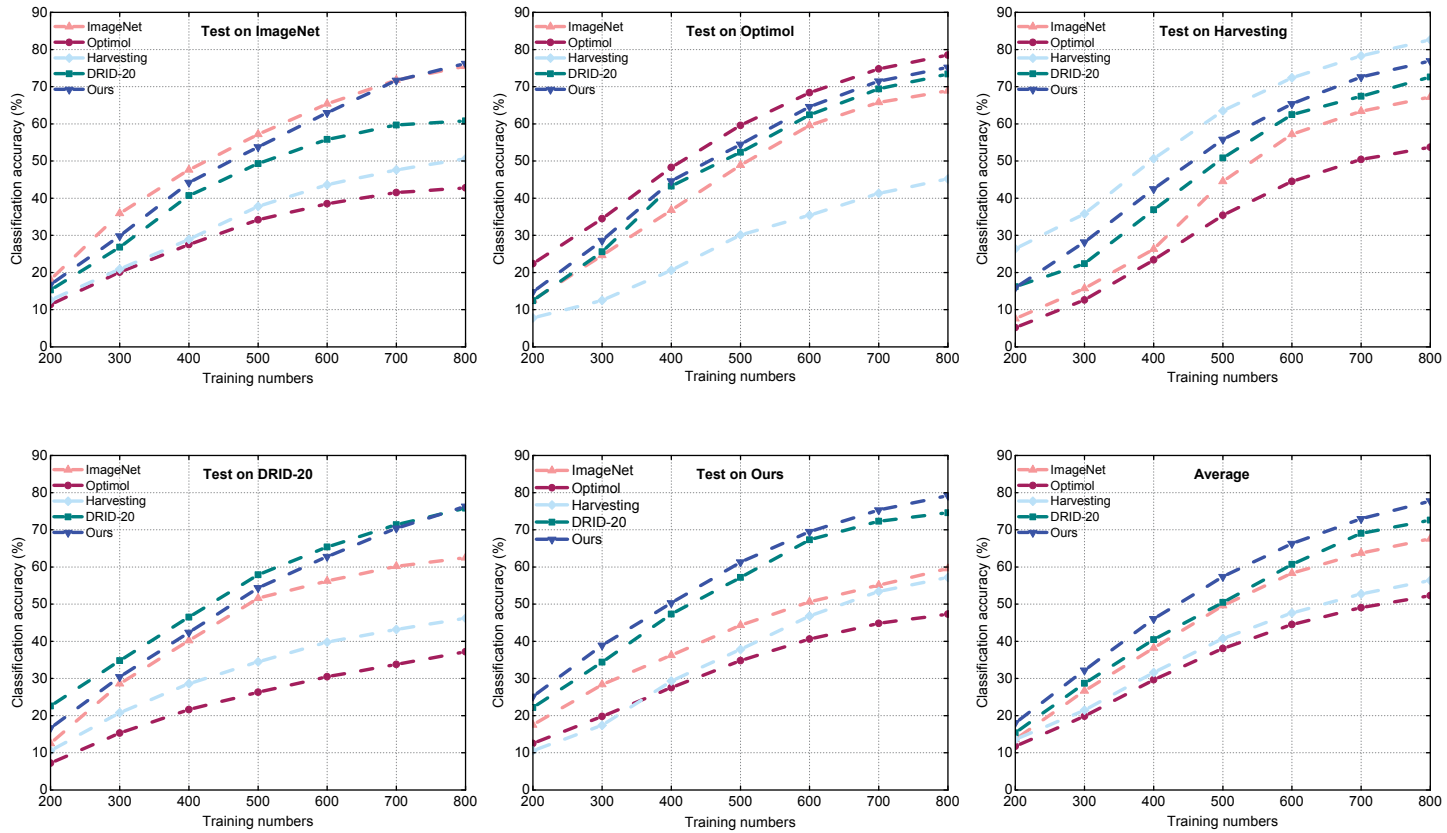 Test on ImageNet
ImageNet
Optimol
Harvesting
DRID-20
Ours
Classification accuracy (%)
90
80
70
60
50
40
30
20
10
0
200 300 400 500 600 700 800
Training numbers
Test on Optimol
ImageNet
Optimol
Harvesting
DRID-20
Ours
Classification accuracy (%)
90
80
70
60
50
40
30
20
10
0
200 300 400 500 600 700 800
Training numbers
Test on Harvesting
ImageNet
Optimol
Harvesting
DRID-20
Ours
Classification accuracy (%)
90
80
70
60
50
40
30
20
10
0
200 300 400 500 600 700 800
Training numbers
Test on DRID-20
ImageNet
Optimol
Harvesting
DRID-20
Ours
Classification accuracy (%)
90
80
70
60
50
40
30
20
10
0
200 300 400 500 600 700 800
Training numbers
Test on Ours
ImageNet
Optimol
Harvesting
DRID-20
Ours
Classification accuracy (%)
90
80
70
60
50
40
30
20
10
0
200 300 400 500 600 700 800
Training numbers
Average
ImageNet
Optimol
Harvesting
DRID-20
Ours
Classification accuracy (%)
90
80
70
60
50
40
30
20
10
0
200 300 400 500 600 700 800
Training numbers